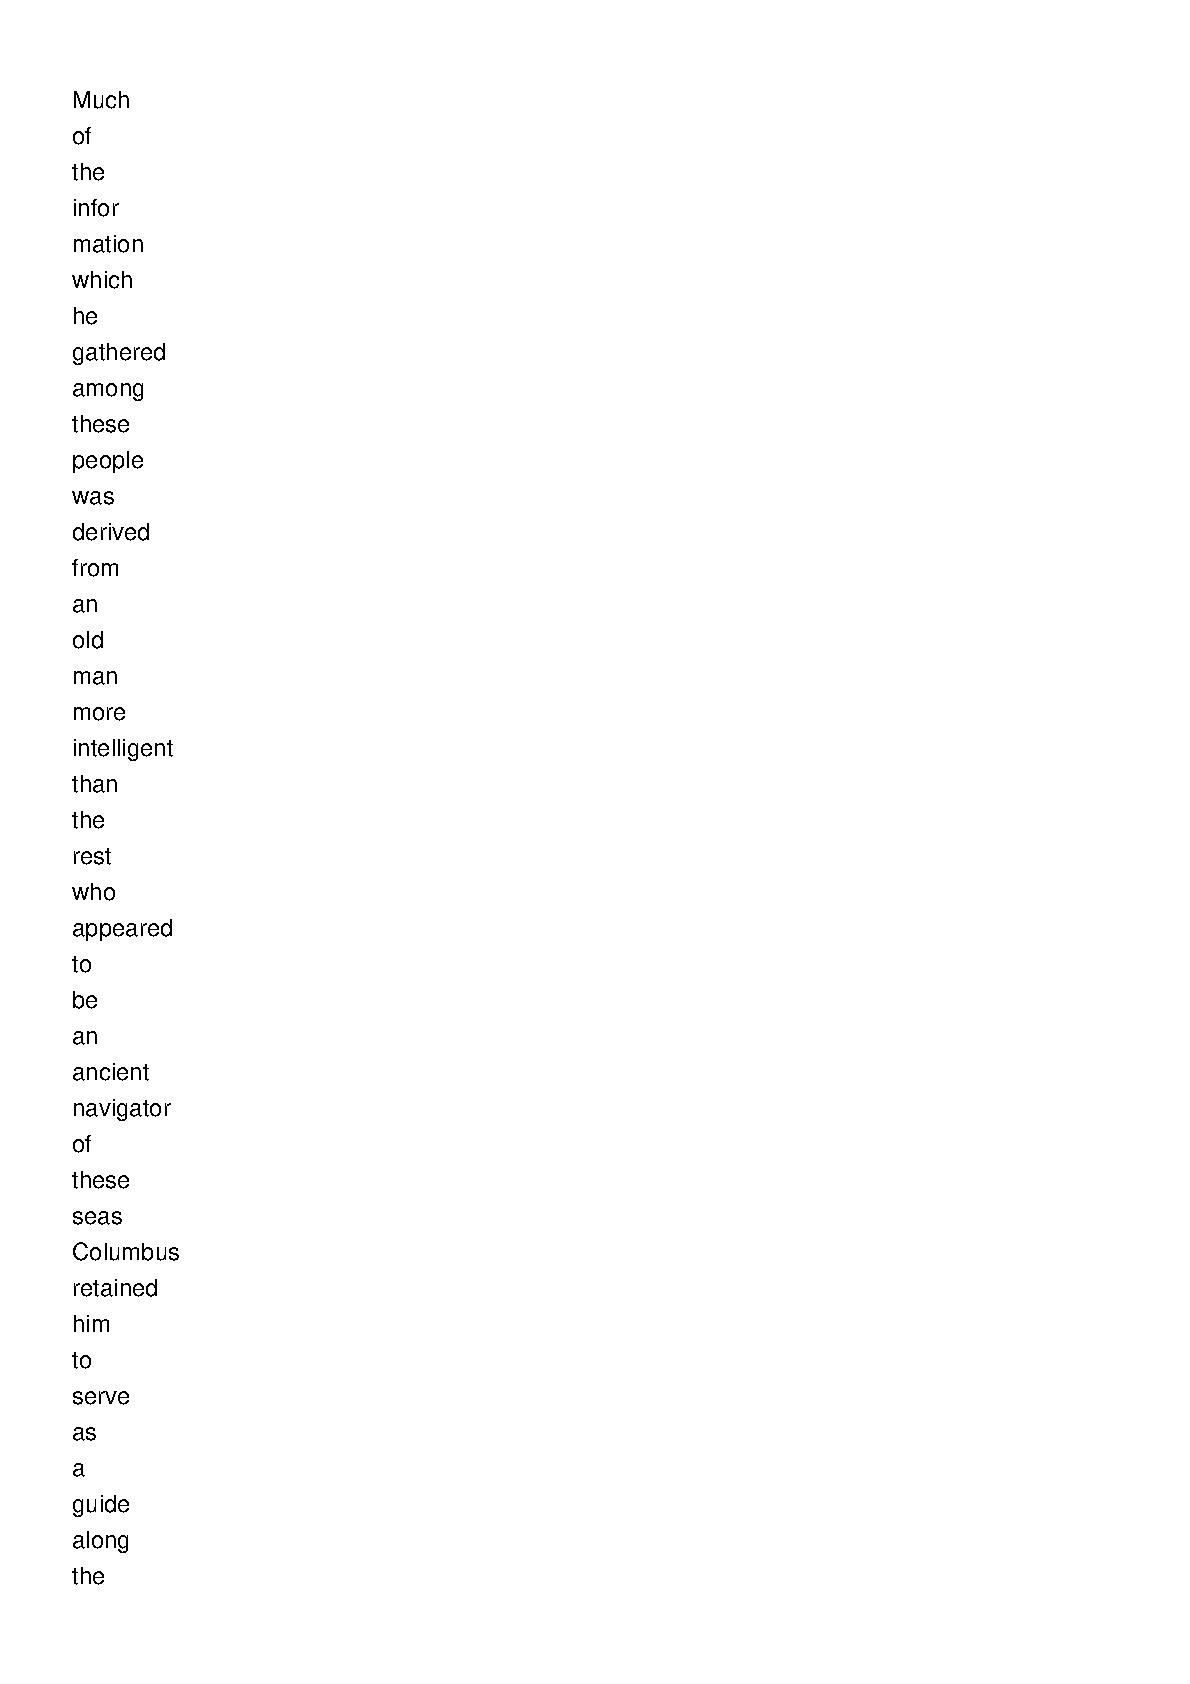 Much
of
the
infor
mation
which
he
gathered
among
these
people
was
derived
from
an
old
man
more
intelligent
than
the
rest
who
appeared
to
be
an
ancient
navigator
of
these
seas
Columbus
retained
him
to
serve
as
a
guide
along
the